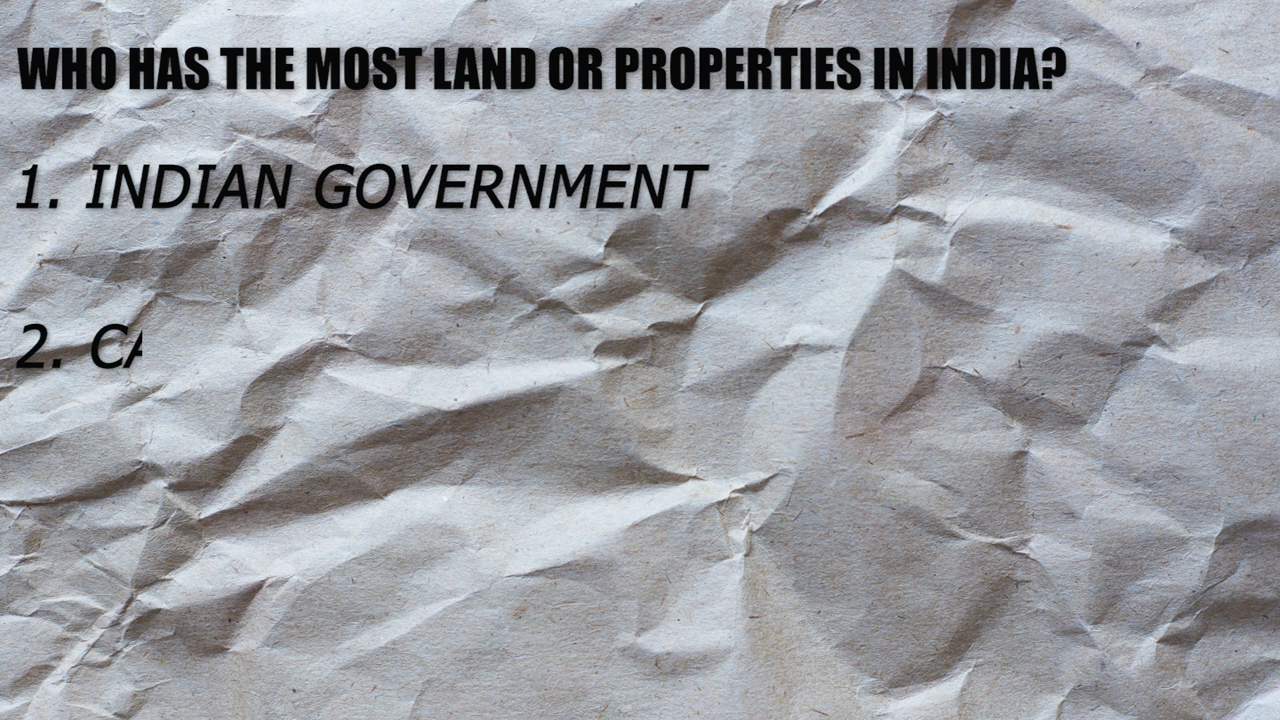 WHO HAS THE MOST LAND OR PROPERTIES IN INDIA?
1. INDIAN GOVERNMENT
2.